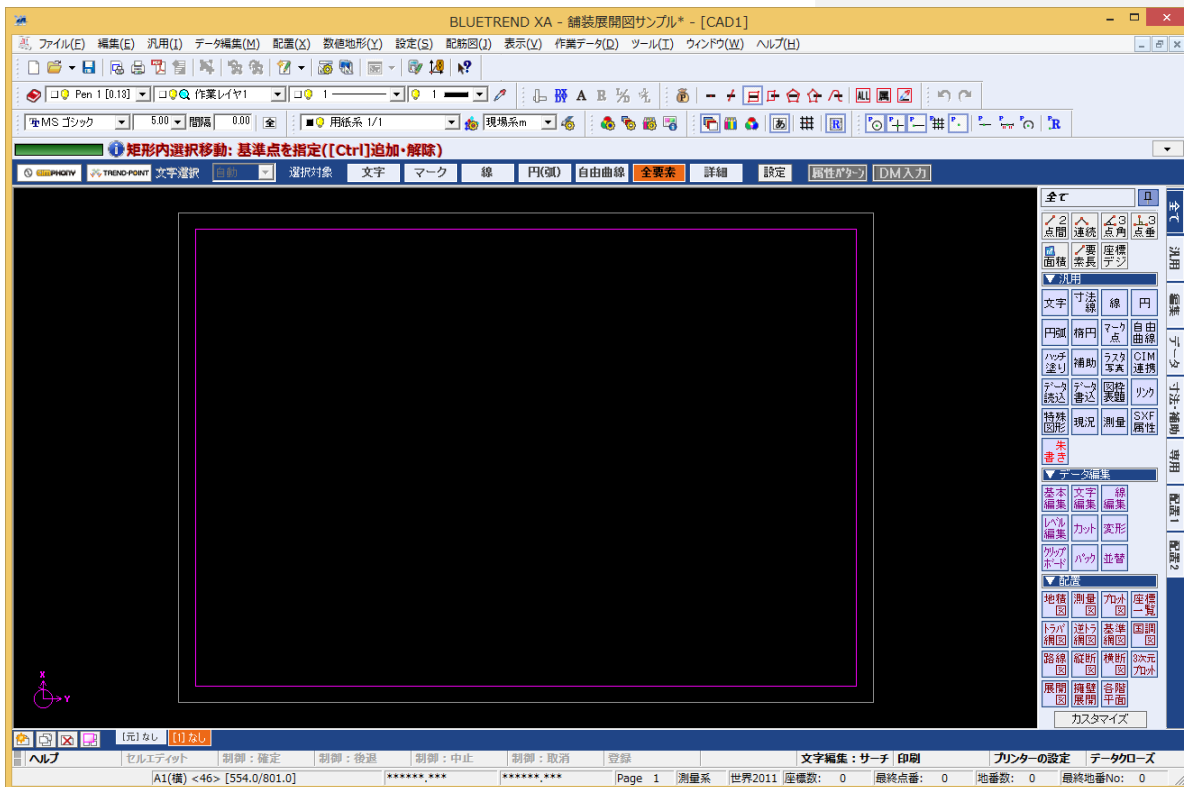 BLUETREND XA - 舗装展開図サンプル* - [CAD1]
ファイル(F) 編集(E) 汎用(I) データ編集(M) 配置(X) 数値地形(Y) 設定(S) 配筋図(J) 表示(V) 作業データ(D) ツール(T) ウィンドウ(W) ヘルプ(H)
Pen 1 [0.13] 作業レイヤ1 1 1 A B ALL 属
MS ゴシック 5.00 間隔 0.00 全 用紙系 1/1 現場系m あ R R
矩形内選択移動: 基準点を指定([Ctrl]追加・解除)
TREND-POINT 文字選択 自動 選択対象 文字 マーク 線 円(弧) 自由曲線 全要素 詳細 設定 属性パターン DM入力
全て
2点間 連続 3点角 3点垂
面積 要素長 座標デジ
▼汎用
文字 寸法線 線 円
円弧 楕円 マーク点 自由曲線
ハッチ塗り 補助 ラスタ写真 CIM連携
データ読込 データ書込 図枠表題 リンク
特殊図形 現況 測量 SXF属性
朱書き
▼データ編集
基本編集 文字編集 線編集
レベル編集 カット 変形
クリップボード パック 並替
▼配置
地積図 測量図 プロット図 座標一覧
トラバ網図 逆トラ網図 基準網図 国調図
路線図 縦断図 横断図 3次元プロット
展開図 擁壁展開 各階平面
カスタマイズ
全て
汎用
編集
データ
寸法・補助
専用
配置1
配置2
X
Y
[元]なし [1]なし
ヘルプ セルエディット 制御：確定 制御：後退 制御：中止 制御：取消 登録 文字編集：サーチ 印刷 プリンターの設定 データクローズ
A1(横) <46> [554.0/801.0] ******.*** ******.*** Page 1 測量系 世界2011 座標数: 0 最終点番: 0 地番数: 0 最終地番No: 0